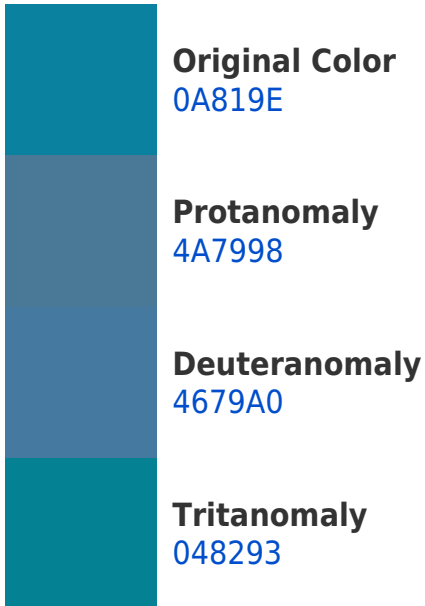 Original Color
0A819E
Protanomaly
4A7998
Deuteranomaly
4679A0
Tritanomaly
048293